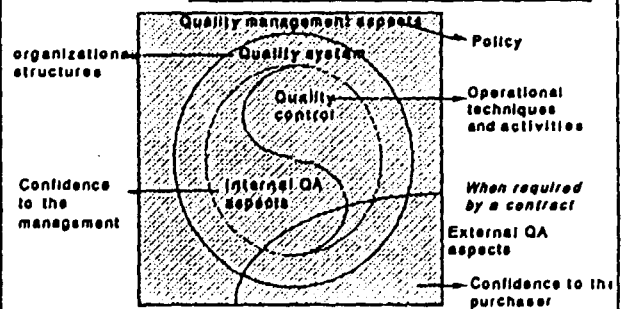 Quality management aspects
Policy
organizational
structures
Quality system
Quality
control
Operational
techniques
and activities
Confidence
to the
management
Internal QA
aspects
When required
by a contract
External QA
aspects
Confidence to the
purchaser